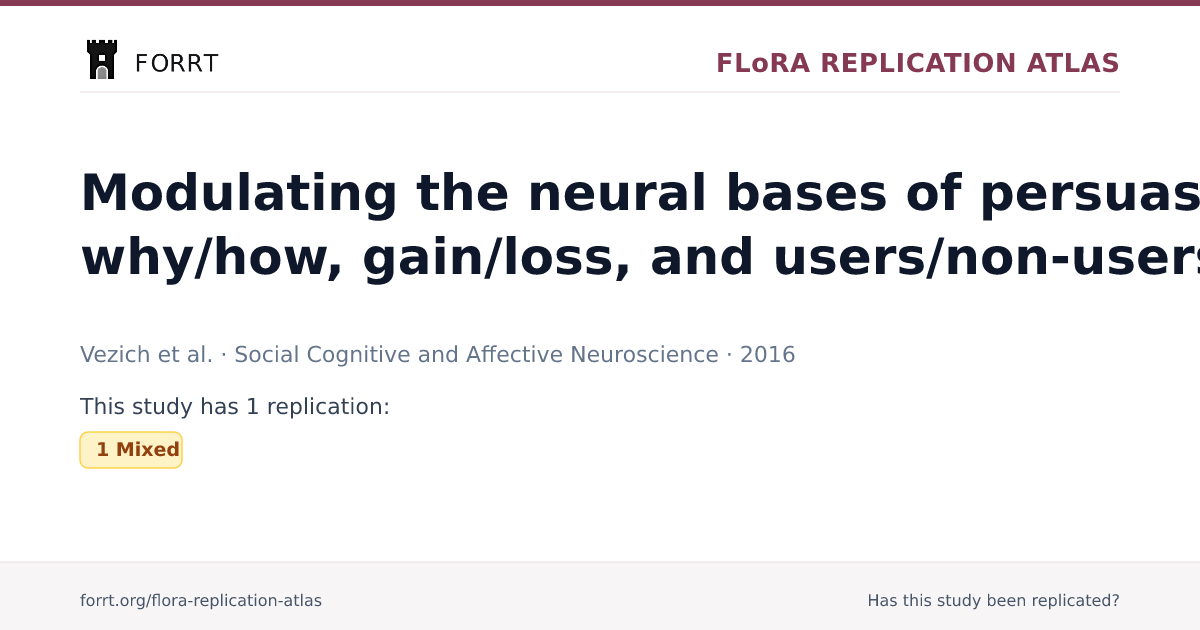 FORRT
FLoRA REPLICATION ATLAS
Modulating the neural bases of persuas
why/how, gain/loss, and users/non-users
Vezich et al. · Social Cognitive and Affective Neuroscience · 2016
This study has 1 replication:
1 Mixed
forrt.org/flora-replication-atlas
Has this study been replicated?